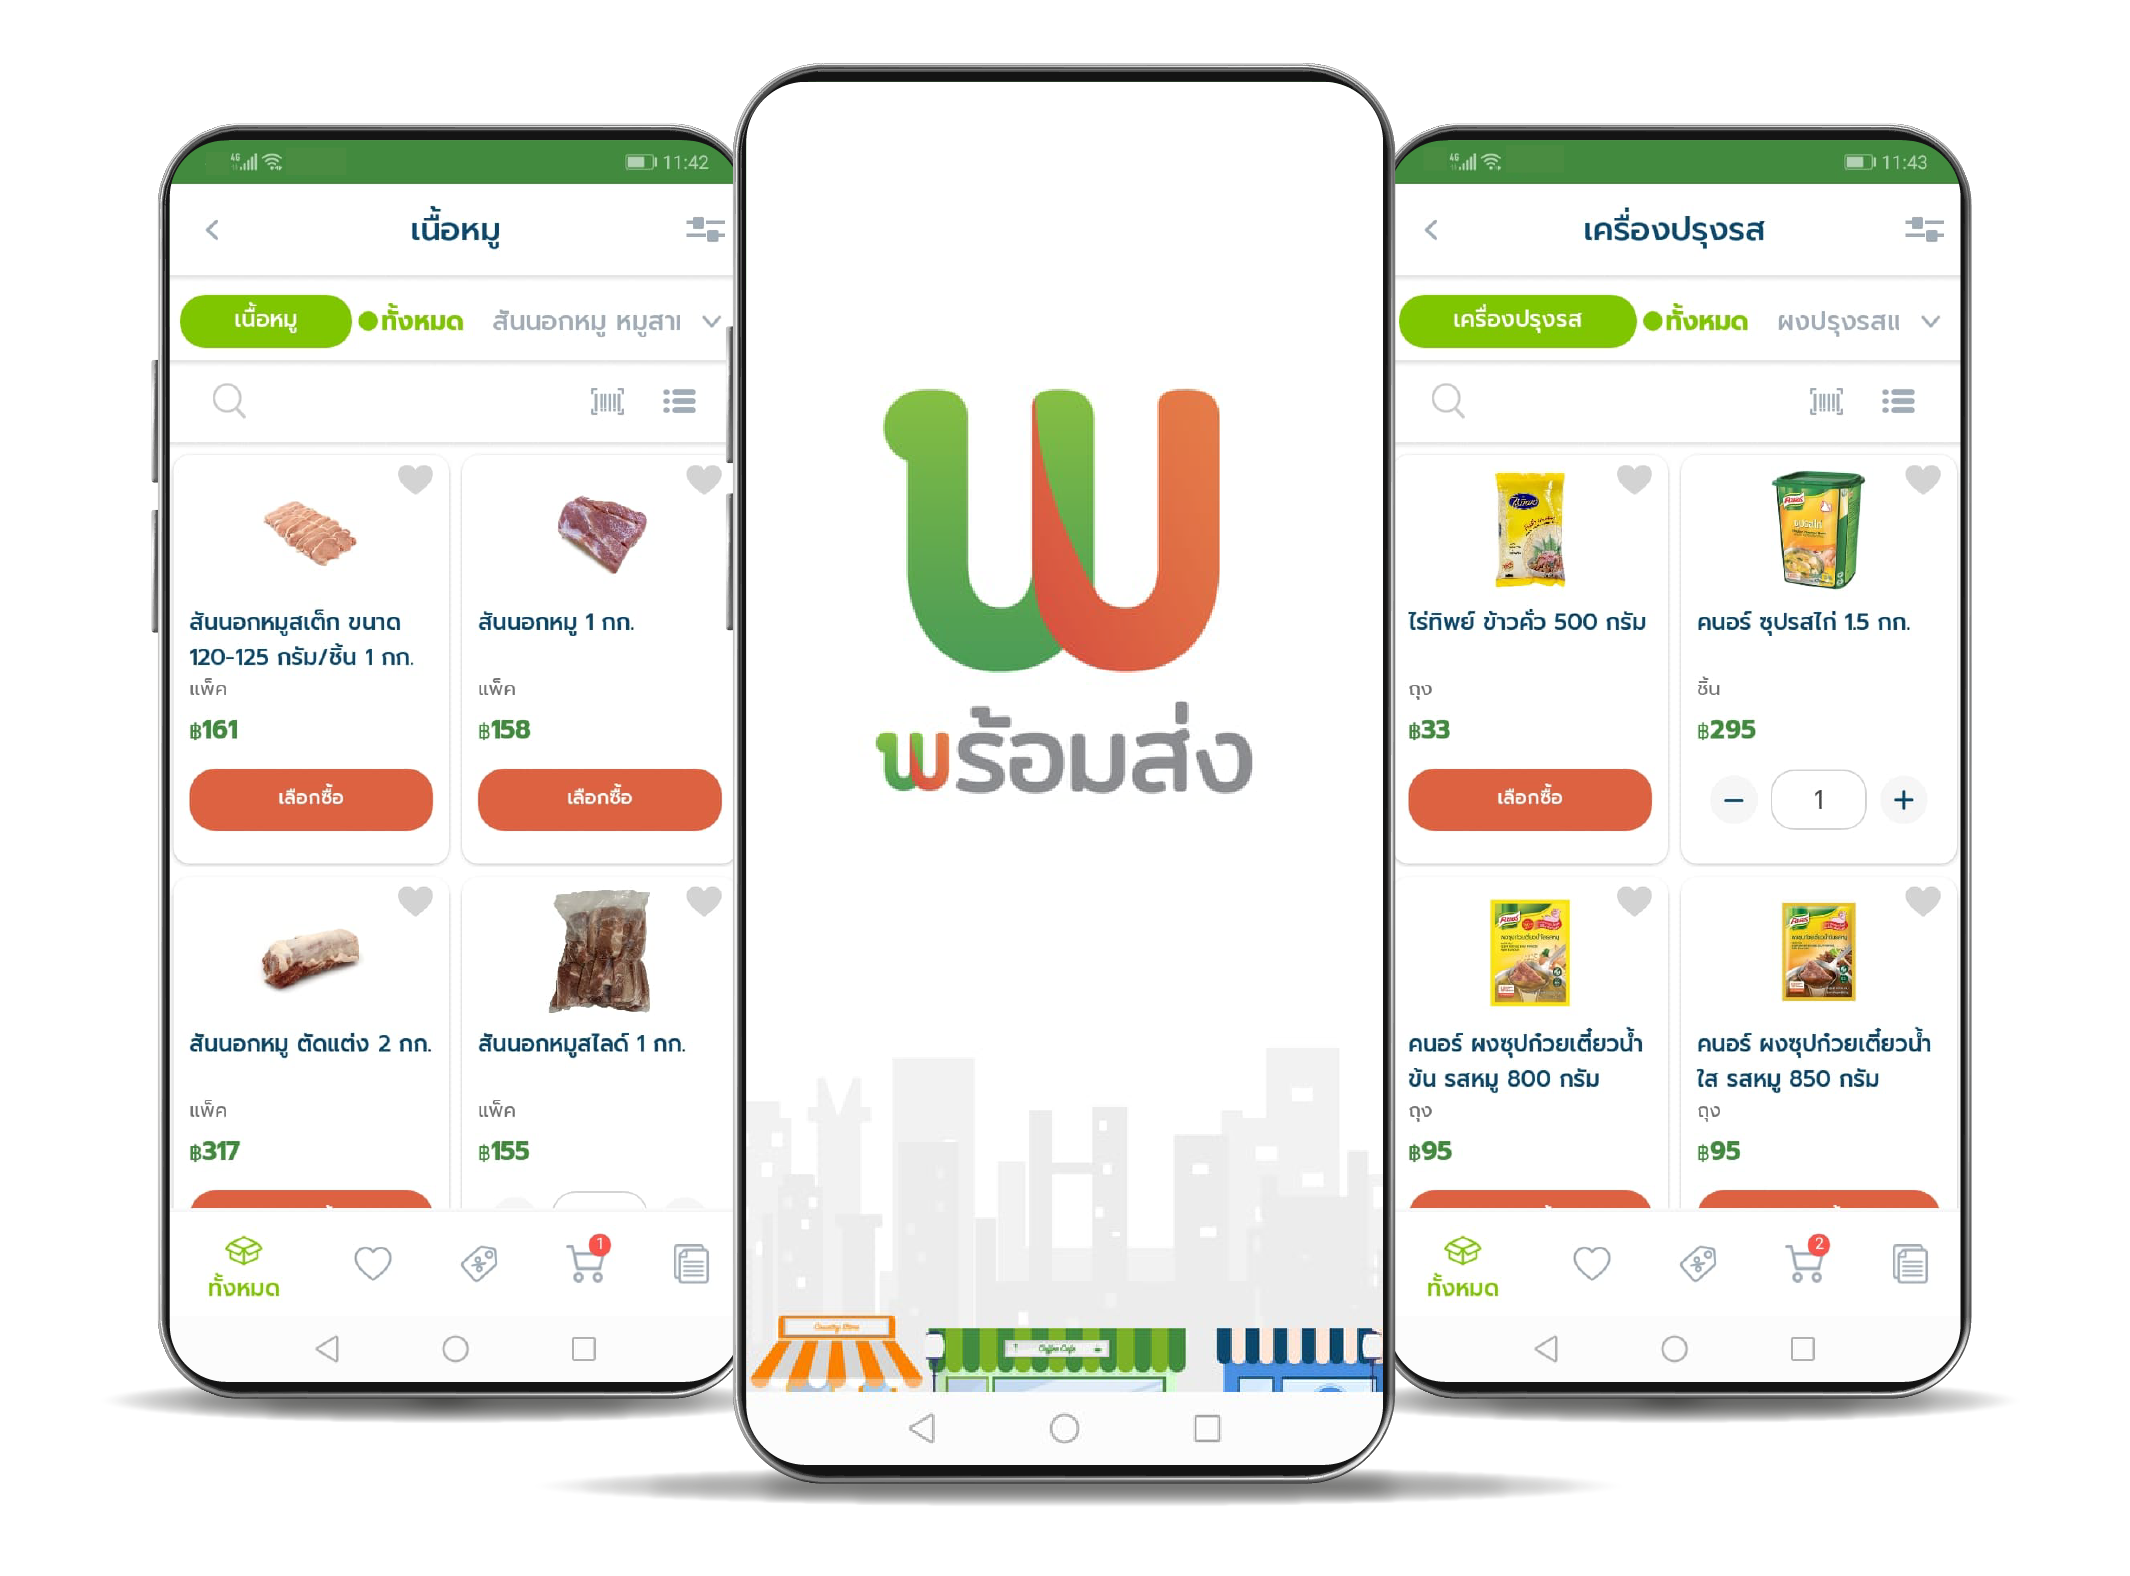 4G
11:42
เนื้อหมู
เนื้อหมู ทั้งหมด สันนอกหมู หมูสาเ
สันนอกหมูสเต็ก ขนาด
120-125 กรัม/ชิ้น 1 กก.
แพ็ค
฿161
เลือกซื้อ
สันนอกหมู 1 กก.
แพ็ค
฿158
เลือกซื้อ
สันนอกหมู ตัดแต่ง 2 กก.
แพ็ค
฿317
สันนอกหมูสไลด์ 1 กก.
แพ็ค
฿155
ทั้งหมด
1
พ
พร้อมส่ง
Country Store
Coffee Cafe
4G
11:43
เครื่องปรุงรส
เครื่องปรุงรส ทั้งหมด ผงปรุงรสแ
ไร่ทิพย์ ข้าวคั่ว 500 กรัม
ถุง
฿33
เลือกซื้อ
คนอร์
คนอร์ ซุปรสไก่ 1.5 กก.
ชิ้น
฿295
1
คนอร์ ผงซุปก๋วยเตี๋ยวน้ำ
ข้น รสหมู 800 กรัม
ถุง
฿95
คนอร์ ผงซุปก๋วยเตี๋ยวน้ำ
ใส รสหมู 850 กรัม
ถุง
฿95
ทั้งหมด
2